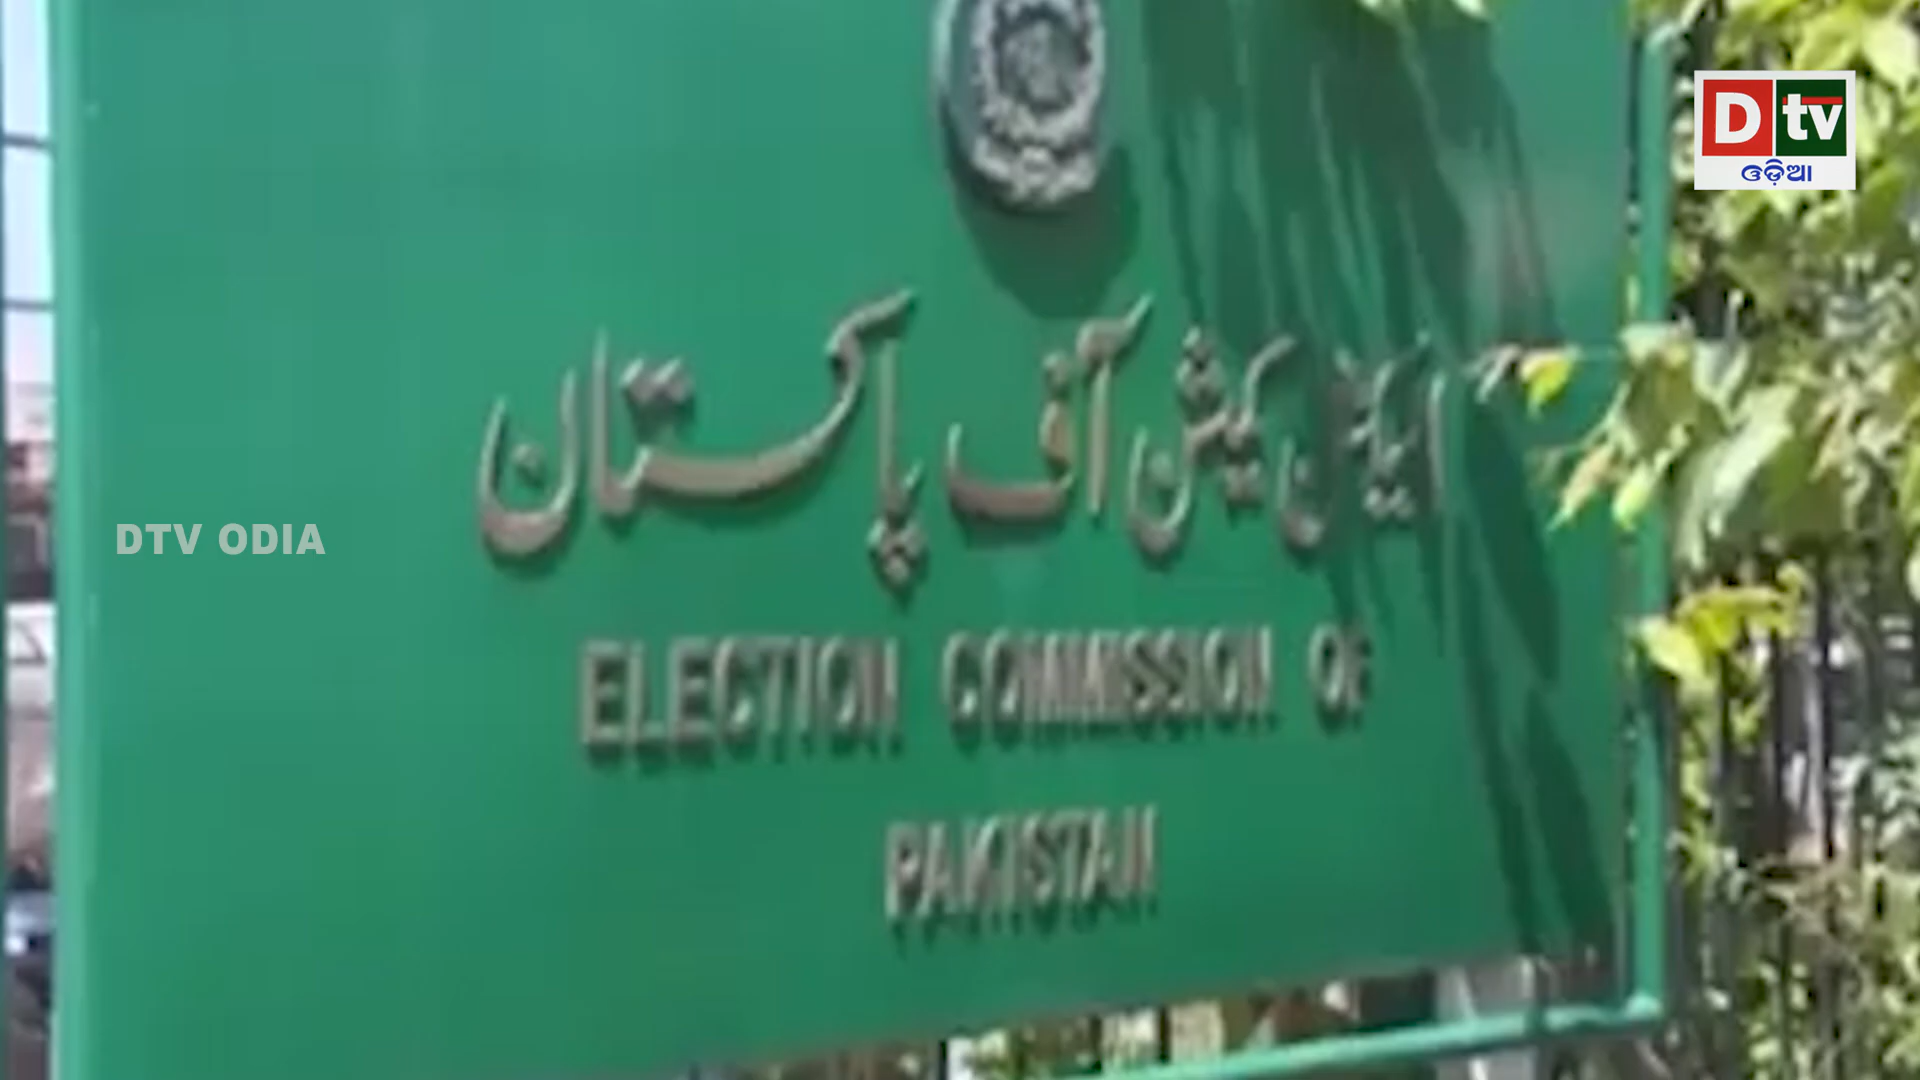 D tv
ଓଡ଼ିଆ
الیکشن کمیشن آف پاکستان
DTV ODIA
ELECTION COMMISSION OF
PAKISTAN